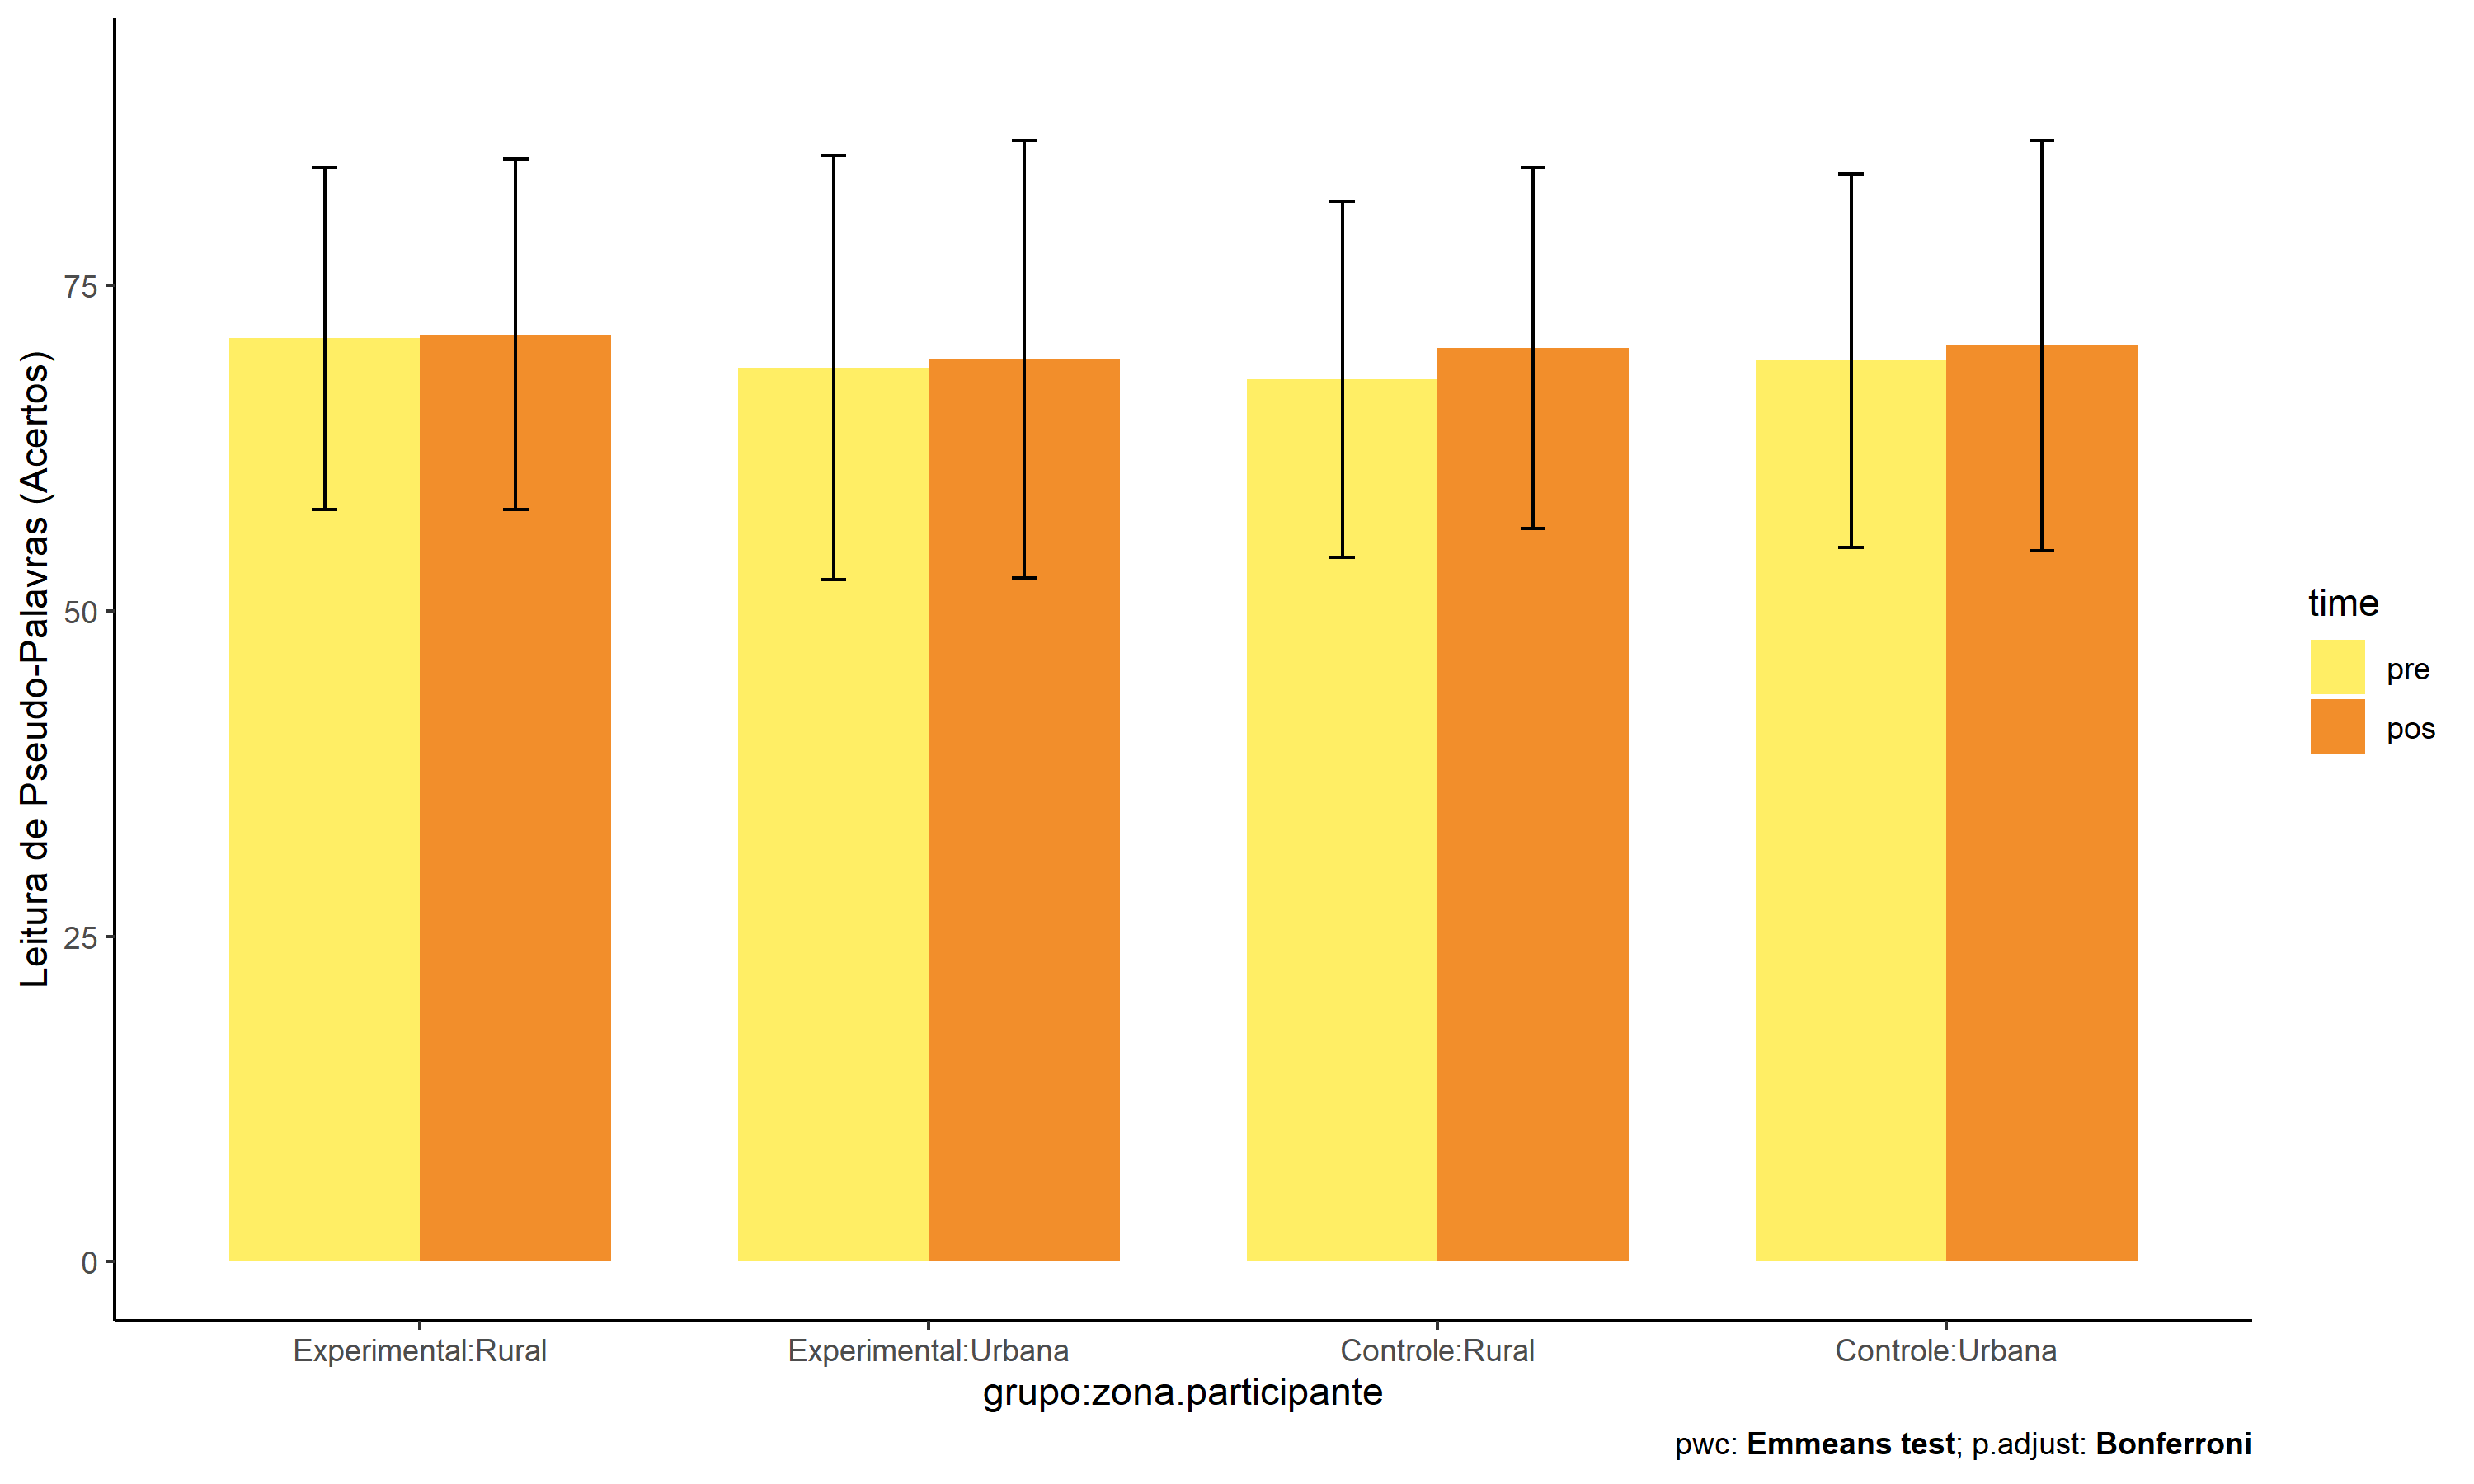 Leitura de Pseudo-Palavras (Acertos)
75
50
25
0
Experimental:Rural
Experimental:Urbana
Controle:Rural
Controle:Urbana
grupo:zona.participante
time
pre
pos
pwc: Emmeans test; p.adjust: Bonferroni